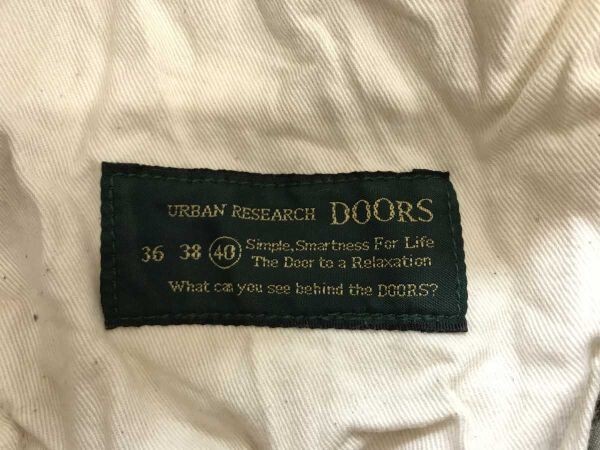 URBAN RESEARCH DOORS
36 38 40 Simple,Smartness For Life
The Door to a Relaxation
What can you see behind the DOORS?